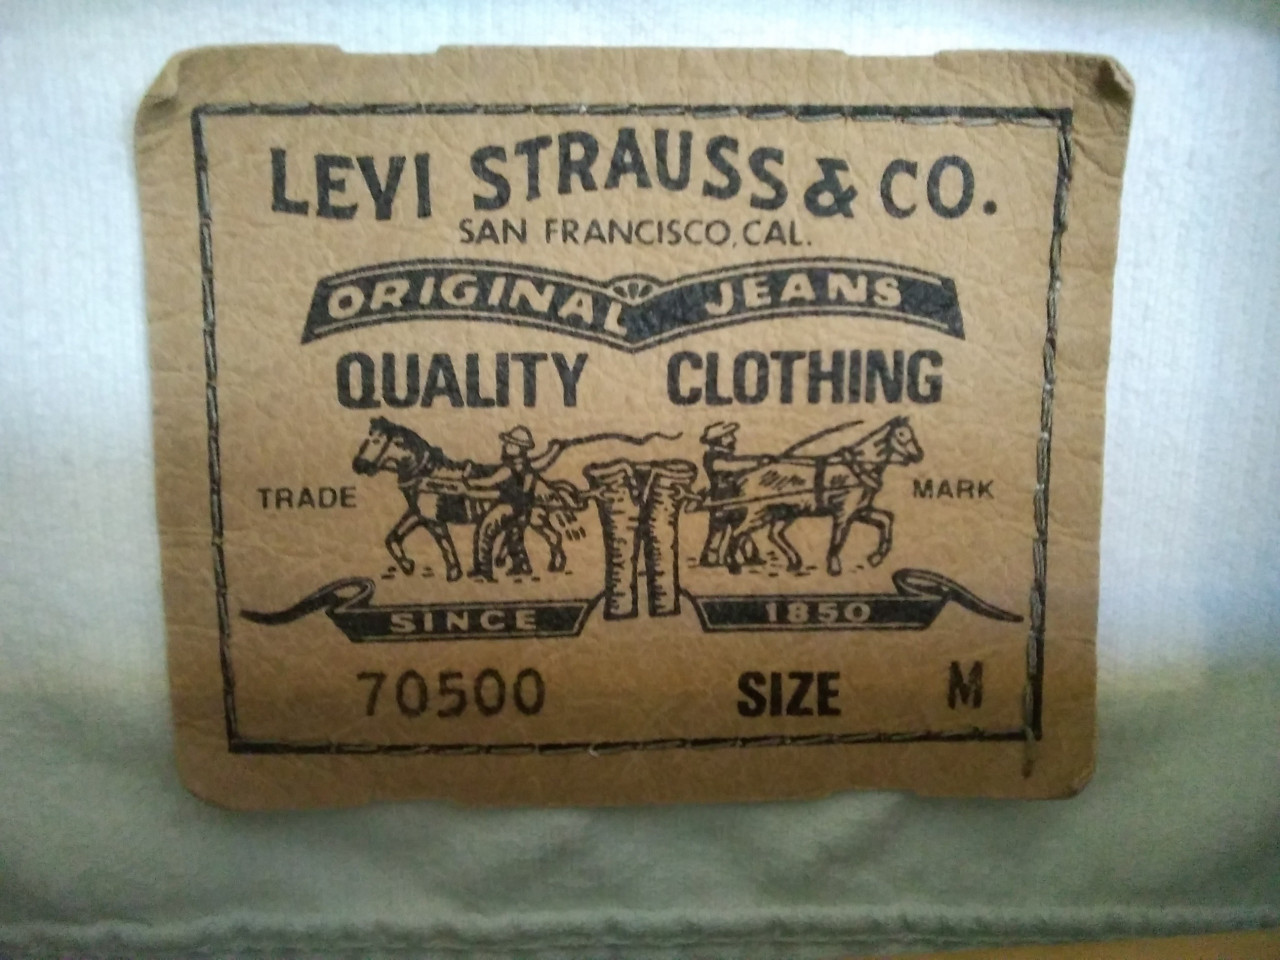 LEVI STRAUSS & CO.
SAN FRANCISCO, CAL.
ORIGINAL JEANS
QUALITY CLOTHING
TRADE MARK
SINCE 1850
70500 SIZE M